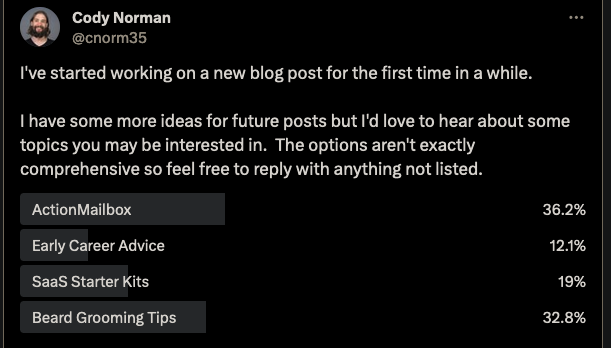 Cody Norman
@cnorm35
I've started working on a new blog post for the first time in a while.
I have some more ideas for future posts but I'd love to hear about some
topics you may be interested in.  The options aren't exactly
comprehensive so feel free to reply with anything not listed.
ActionMailbox 36.2%
Early Career Advice 12.1%
SaaS Starter Kits 19%
Beard Grooming Tips 32.8%